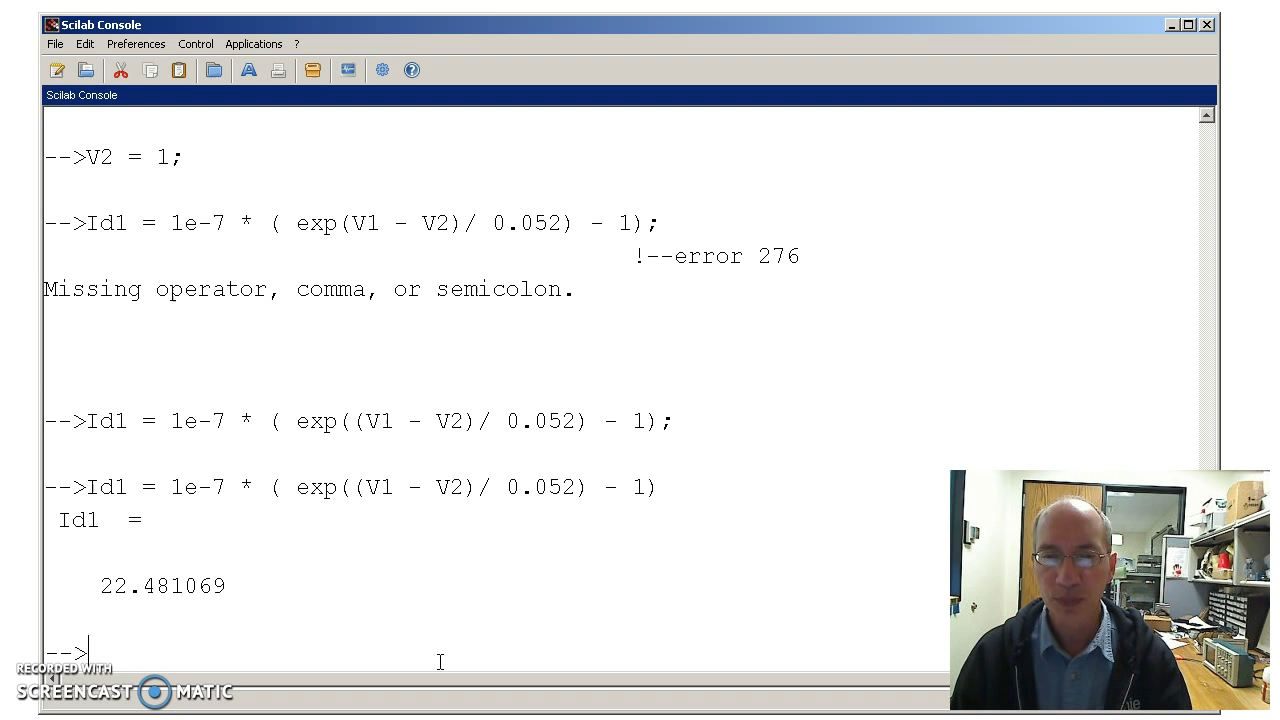 Scilab Console
File Edit Preferences Control Applications ?
Scilab Console
-->V2 = 1;
-->Id1 = 1e-7 * ( exp(V1 - V2)/ 0.052) - 1);
!--error 276
Missing operator, comma, or semicolon.
-->Id1 = 1e-7 * ( exp((V1 - V2)/ 0.052) - 1);
-->Id1 = 1e-7 * ( exp((V1 - V2)/ 0.052) - 1)
Id1 =
22.481069
-->
RECORDED WITH
SCREENCAST MATIC